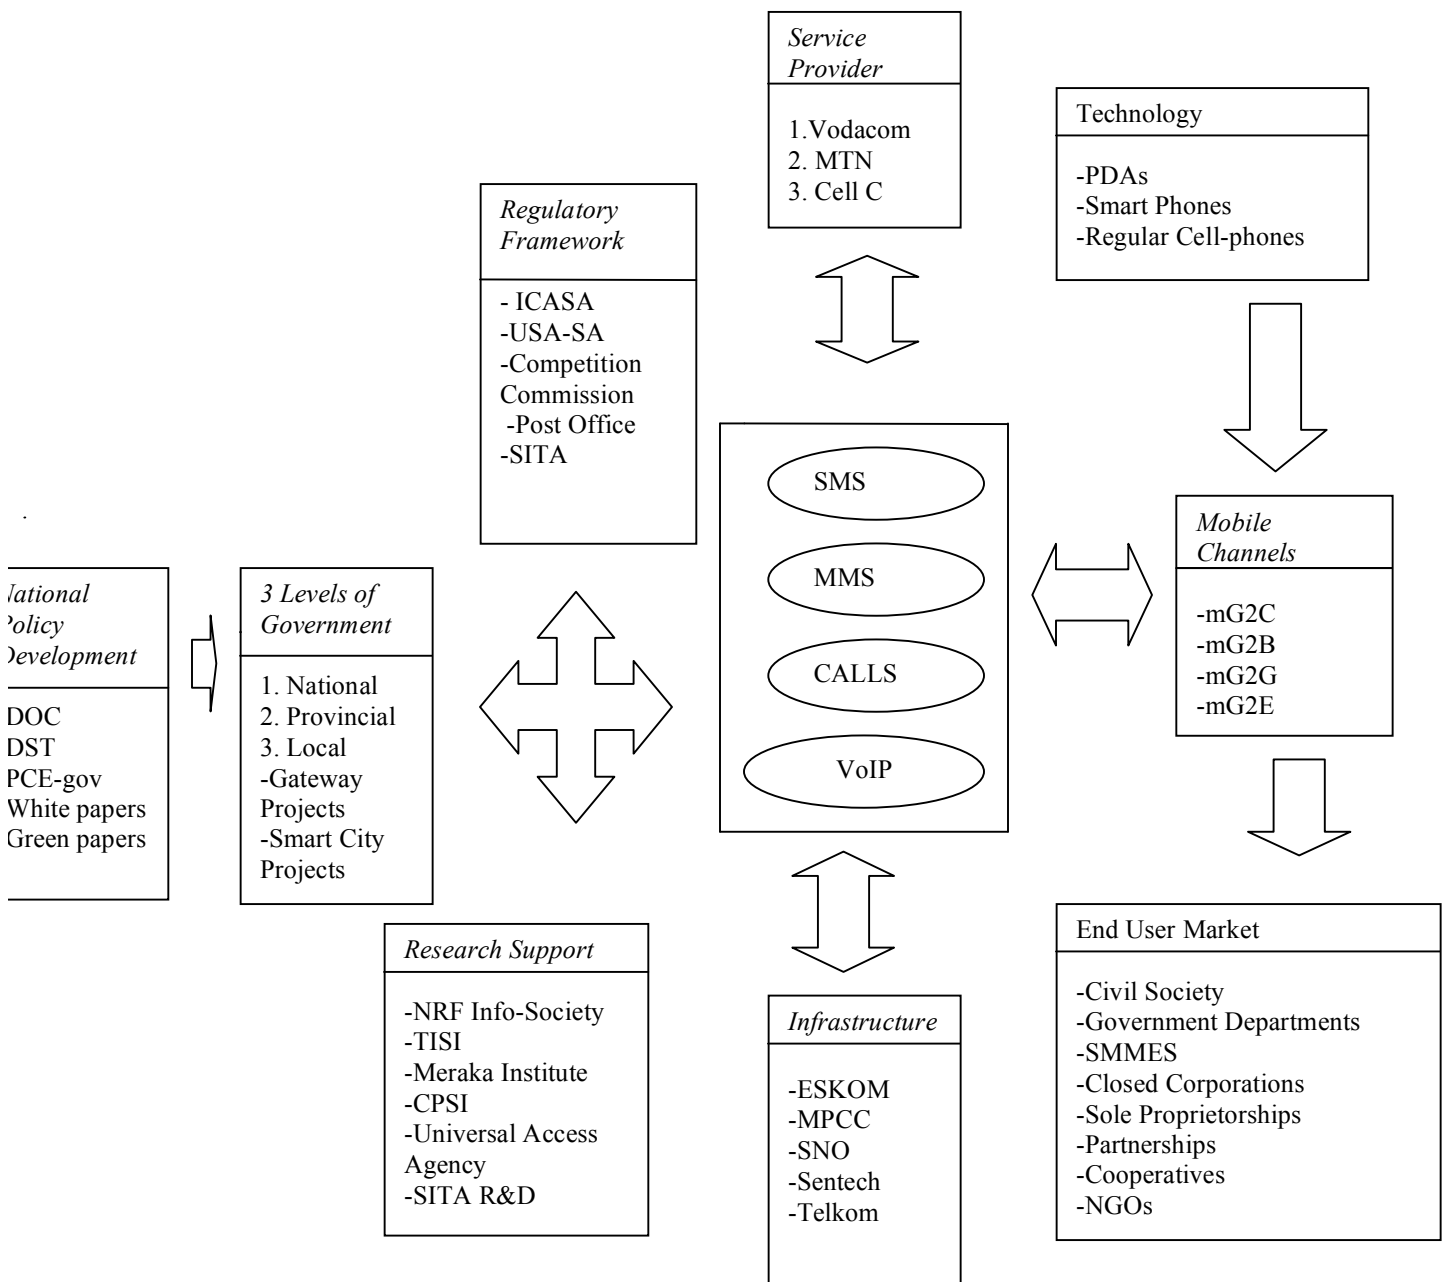 Service
Provider
1.Vodacom
2. MTN
3. Cell C
Technology
-PDAs
-Smart Phones
-Regular Cell-phones
Regulatory
Framework
- ICASA
-USA-SA
-Competition
Commission
-Post Office
-SITA
SMS
MMS
CALLS
VoIP
Mobile
Channels
-mG2C
-mG2B
-mG2G
-mG2E
.
National
Policy
Development
DOC
DST
PCE-gov
White papers
Green papers
3 Levels of
Government
1. National
2. Provincial
3. Local
-Gateway
Projects
-Smart City
Projects
Research Support
-NRF Info-Society
-TISI
-Meraka Institute
-CPSI
-Universal Access
Agency
-SITA R&D
Infrastructure
-ESKOM
-MPCC
-SNO
-Sentech
-Telkom
End User Market
-Civil Society
-Government Departments
-SMMES
-Closed Corporations
-Sole Proprietorships
-Partnerships
-Cooperatives
-NGOs